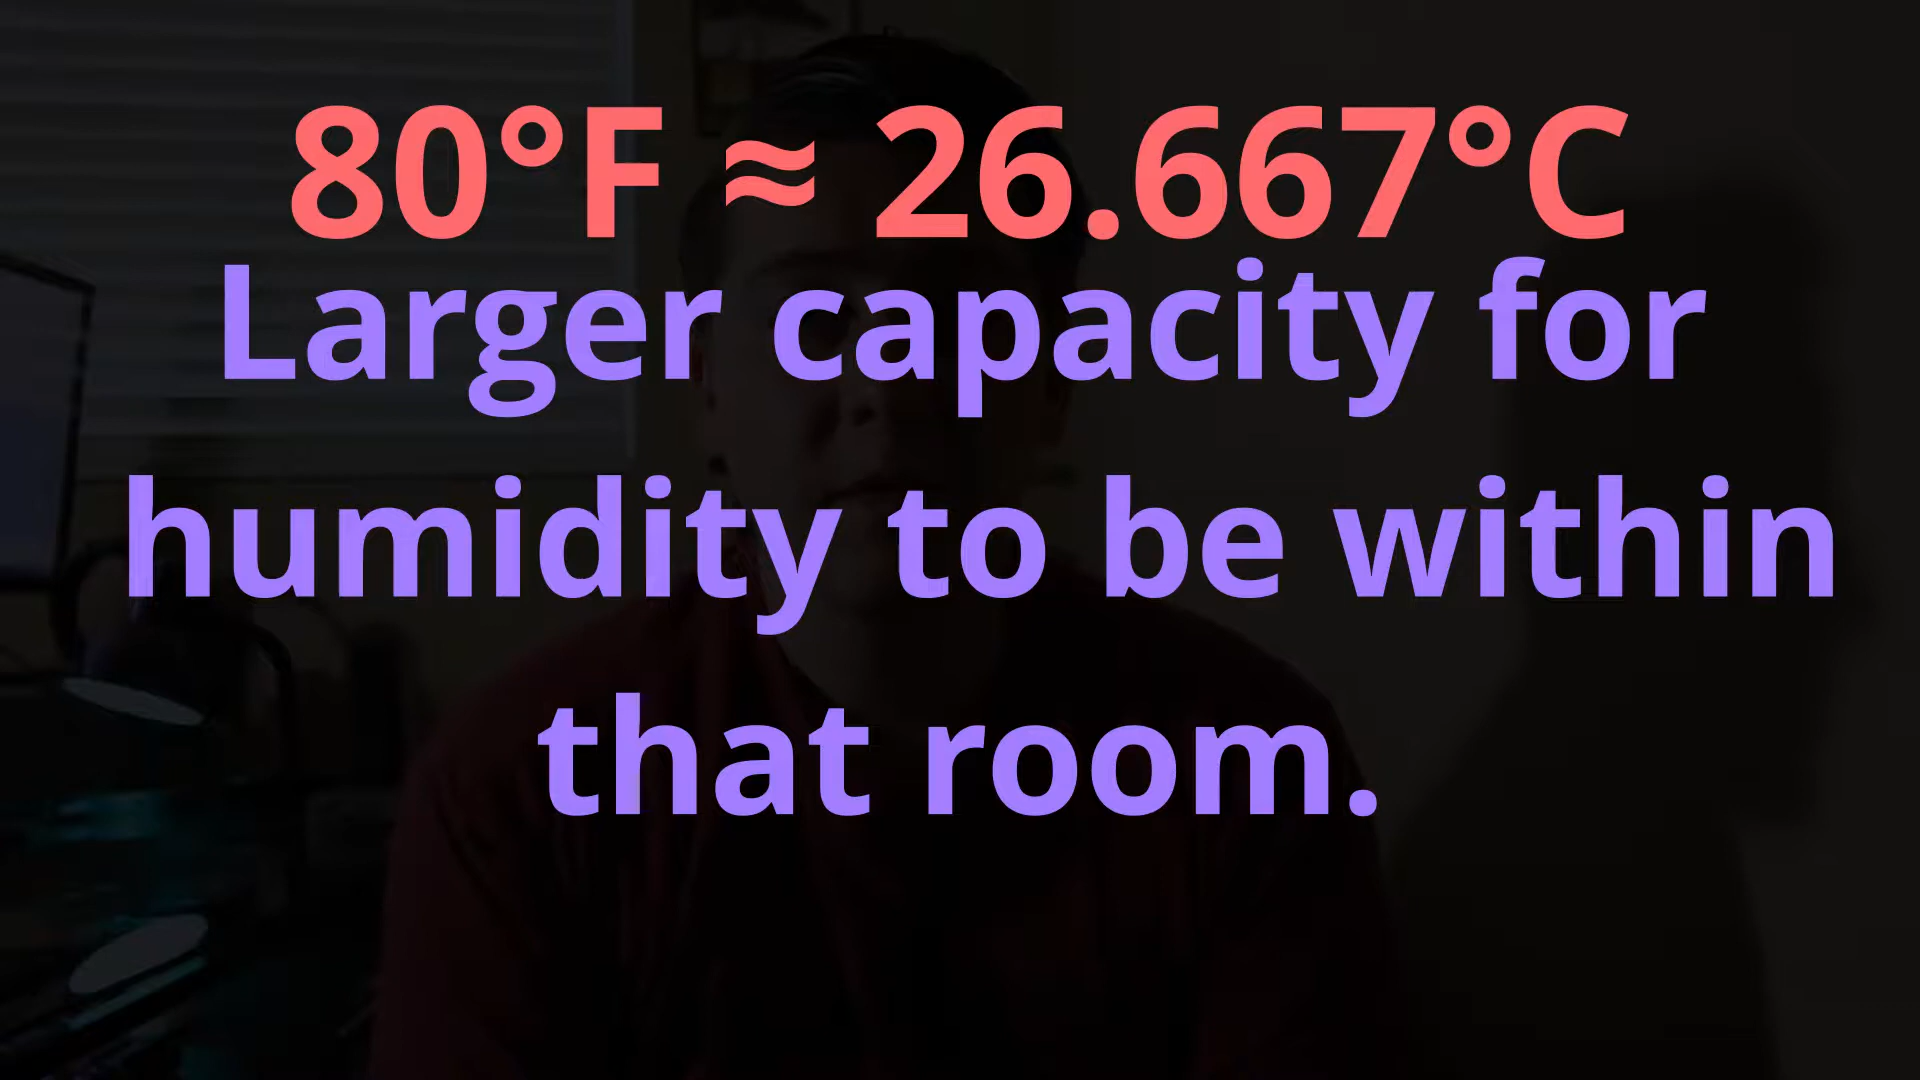 80°F ≈ 26.667°C
Larger capacity for
humidity to be within
that room.